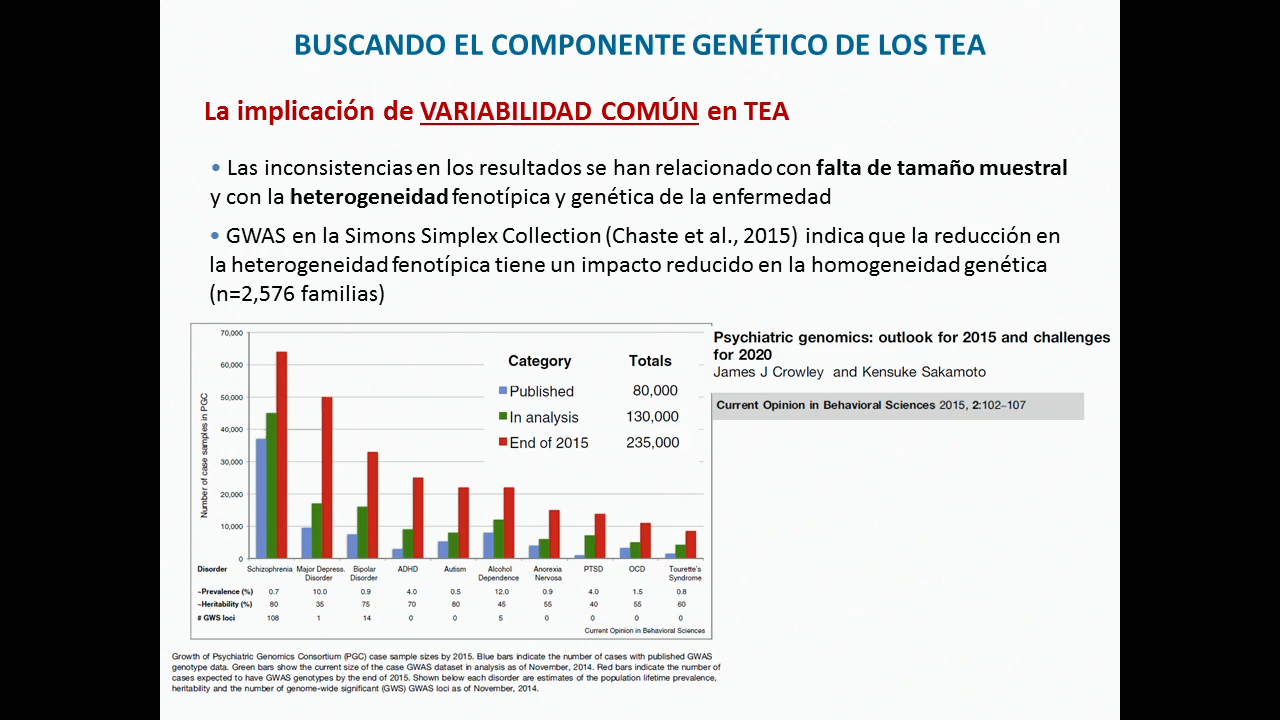 BUSCANDO EL COMPONENTE GENÉTICO DE LOS TEA
La implicación de VARIABILIDAD COMÚN en TEA
• Las inconsistencias en los resultados se han relacionado con falta de tamaño muestral
y con la heterogeneidad fenotípica y genética de la enfermedad
• GWAS en la Simons Simplex Collection (Chaste et al., 2015) indica que la reducción en
la heterogeneidad fenotípica tiene un impacto reducido en la homogeneidad genética
(n=2,576 familias)
Psychiatric genomics: outlook for 2015 and challenges
for 2020
James J Crowley and Kensuke Sakamoto
Current Opinion in Behavioral Sciences 2015, 2:102–107
Number of case samples in PGC
70,000
60,000
50,000
40,000
30,000
20,000
10,000
0
Category Totals
Published 80,000
In analysis 130,000
End of 2015 235,000
Disorder Schizophrenia Major Depress. Disorder Bipolar Disorder ADHD Autism Alcohol Dependence Anorexia Nervosa PTSD OCD Tourette's Syndrome
~Prevalence (%) 0.7 10.0 0.9 4.0 0.5 12.0 0.9 4.0 1.5 0.8
~Heritability (%) 80 35 75 70 80 45 55 40 55 60
# GWS loci 108 1 14 0 0 5 0 0 0 0
Current Opinion in Behavioral Sciences
Growth of Psychiatric Genomics Consortium (PGC) case sample sizes by 2015. Blue bars indicate the number of cases with published GWAS
genotype data. Green bars show the current size of the case GWAS dataset in analysis as of November, 2014. Red bars indicate the number of
cases expected to have GWAS genotypes by the end of 2015. Shown below each disorder are estimates of the population lifetime prevalence,
heritability and the number of genome-wide significant (GWS) GWAS loci as of November, 2014.